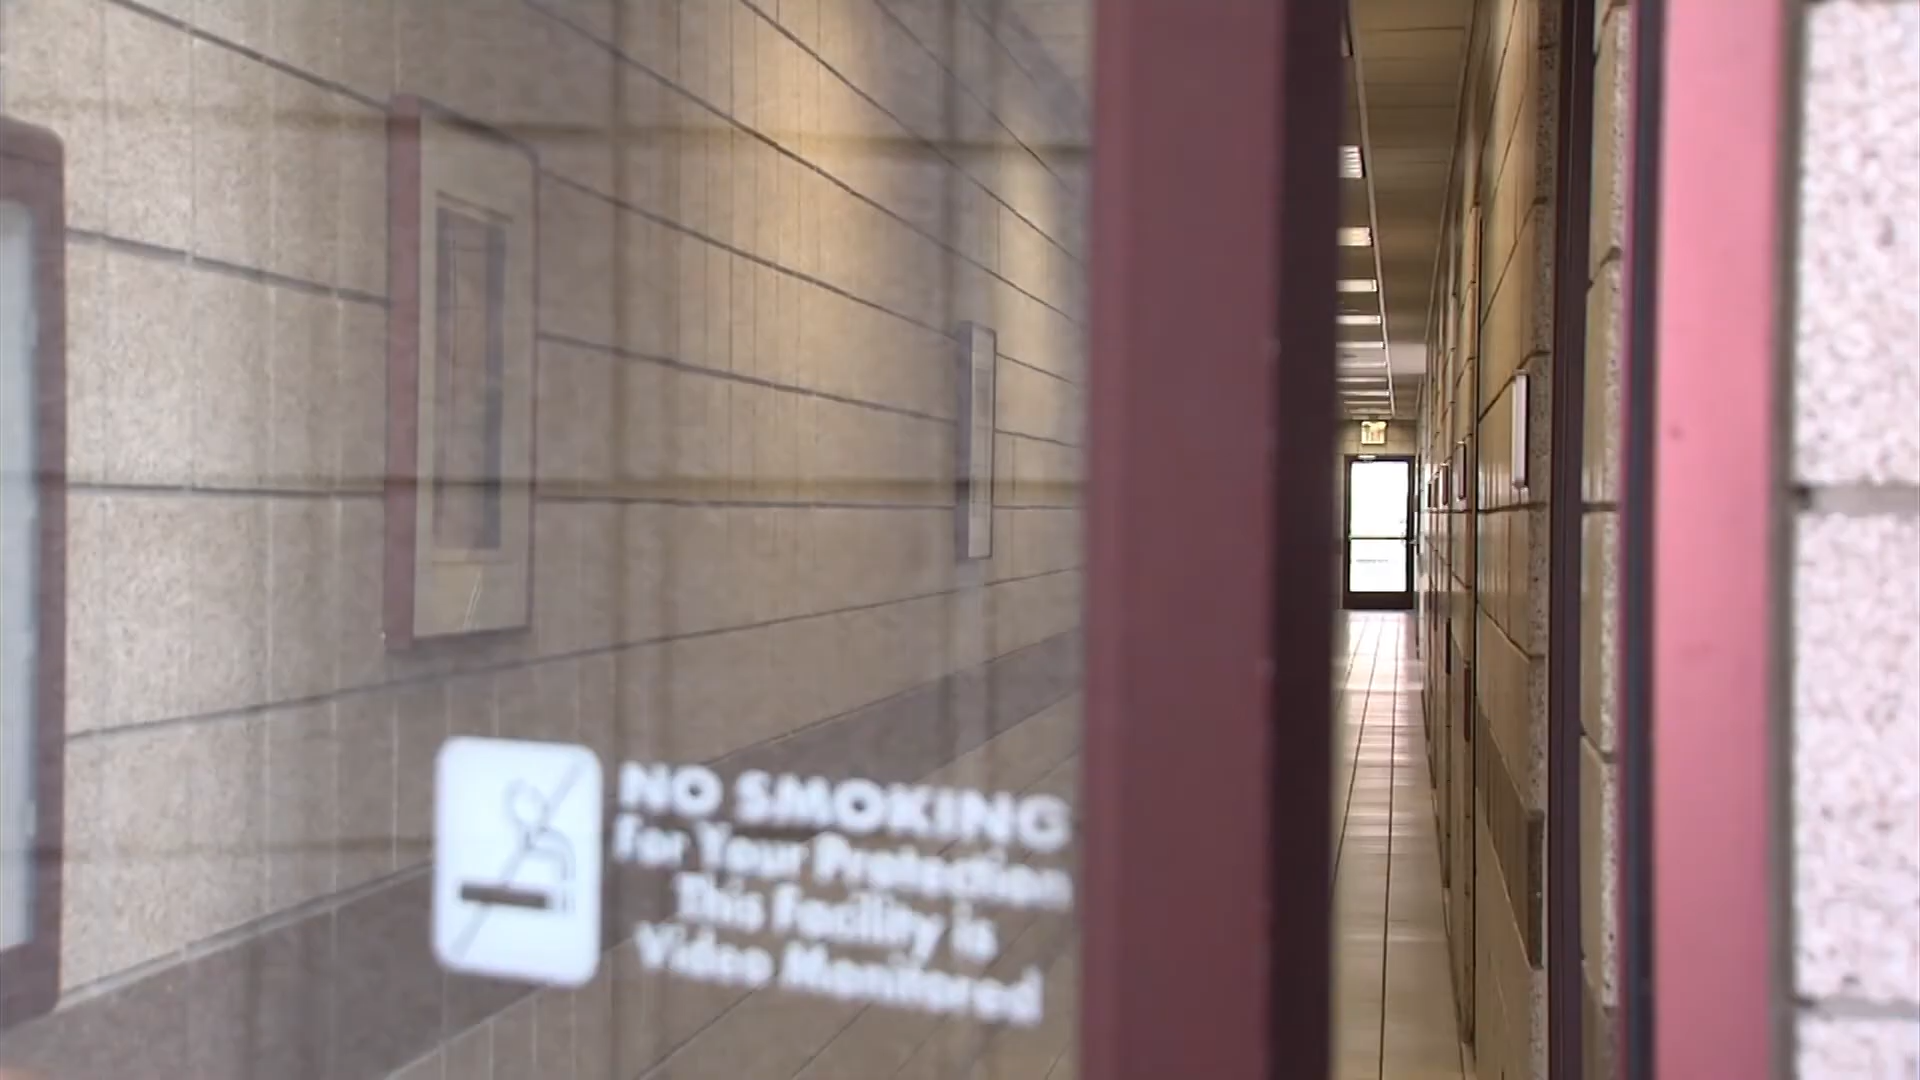 NO SMOKING
For Your Protection
This Facility is
Video Monitored